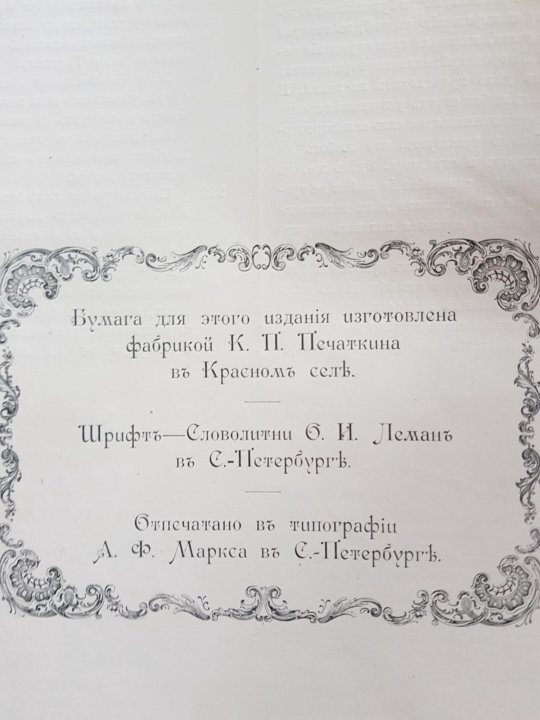 Бумага для этого изданія изготовлена
фабрикой К. П. Печаткина
въ Красномъ селѣ.
Шрифтъ—Словолитни О. И. Леманъ
въ С.-Петербургѣ.
Отпечатано въ типографіи
А. Ф. Маркса въ С.-Петербургѣ.